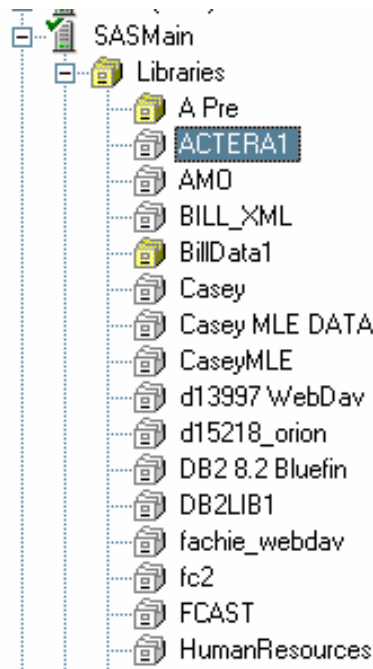 SASMain
Libraries
A Pre
ACTERA1
AMO
BILL_XML
BillData1
Casey
Casey MLE DATA
CaseyMLE
d13997 WebDav
d15218_orion
DB2 8.2 Bluefin
DB2LIB1
fachie_webdav
fc2
FCAST
HumanResources